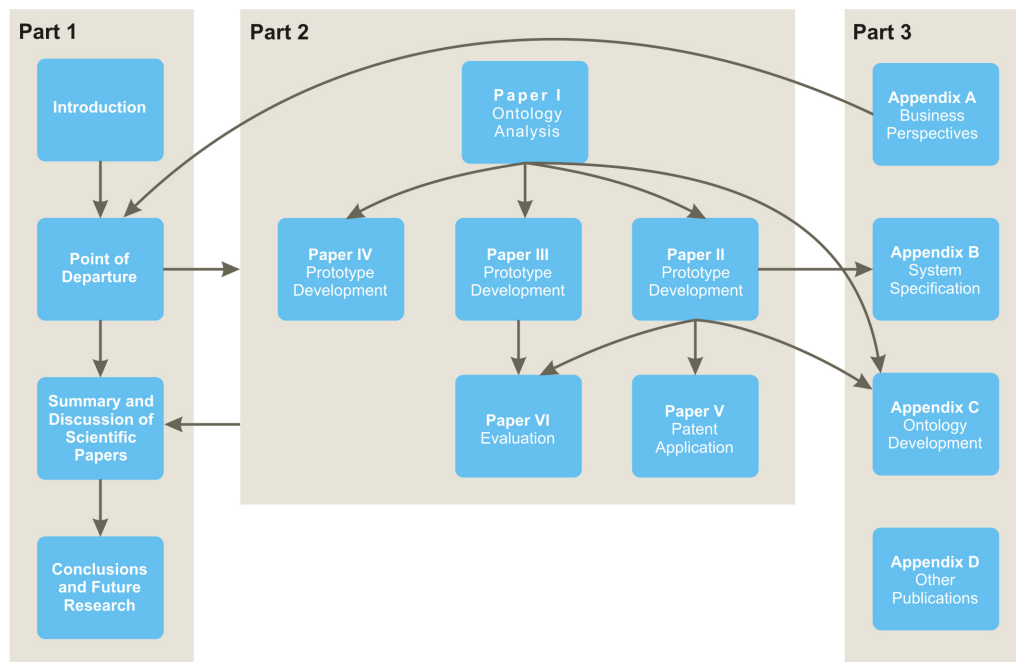 Part 1
Introduction
Point of
Departure
Summary and
Discussion of
Scientific
Papers
Conclusions
and Future
Research
Part 2
Paper I
Ontology
Analysis
Paper IV
Prototype
Development
Paper III
Prototype
Development
Paper II
Prototype
Development
Paper VI
Evaluation
Paper V
Patent
Application
Part 3
Appendix A
Business
Perspectives
Appendix B
System
Specification
Appendix C
Ontology
Development
Appendix D
Other
Publications